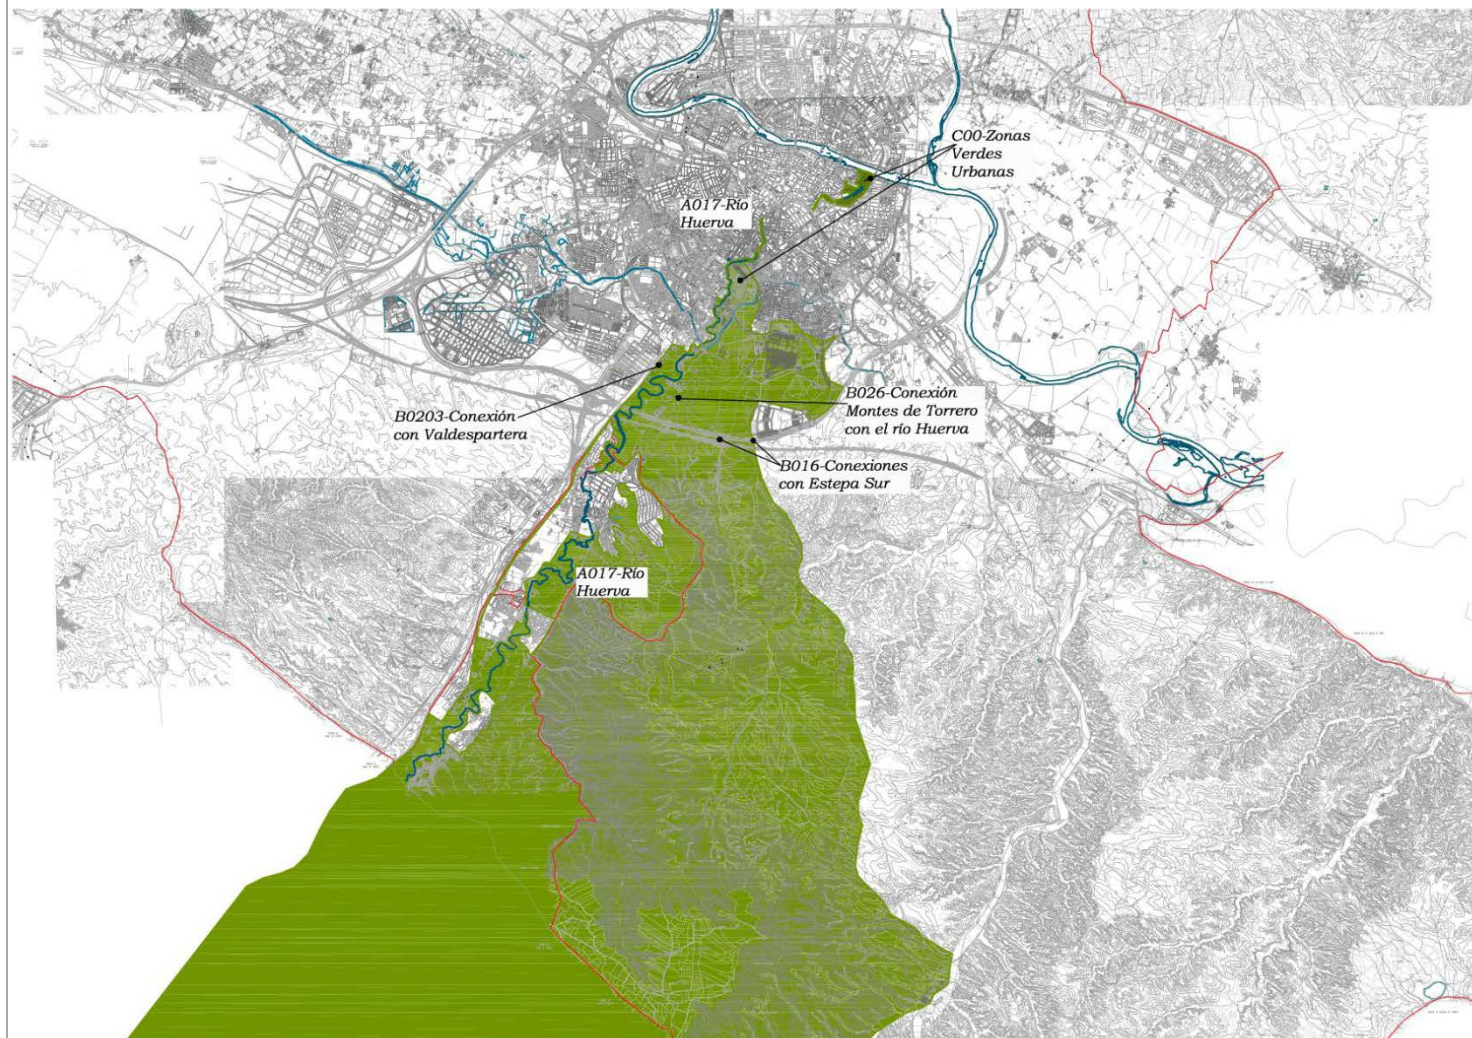 C00-Zonas
Verdes
Urbanas
A017-Río
Huerva
B0203-Conexión
con Valdespartera
B026-Conexión
Montes de Torrero
con el río Huerva
B016-Conexiones
con Estepa Sur
A017-Río
Huerva